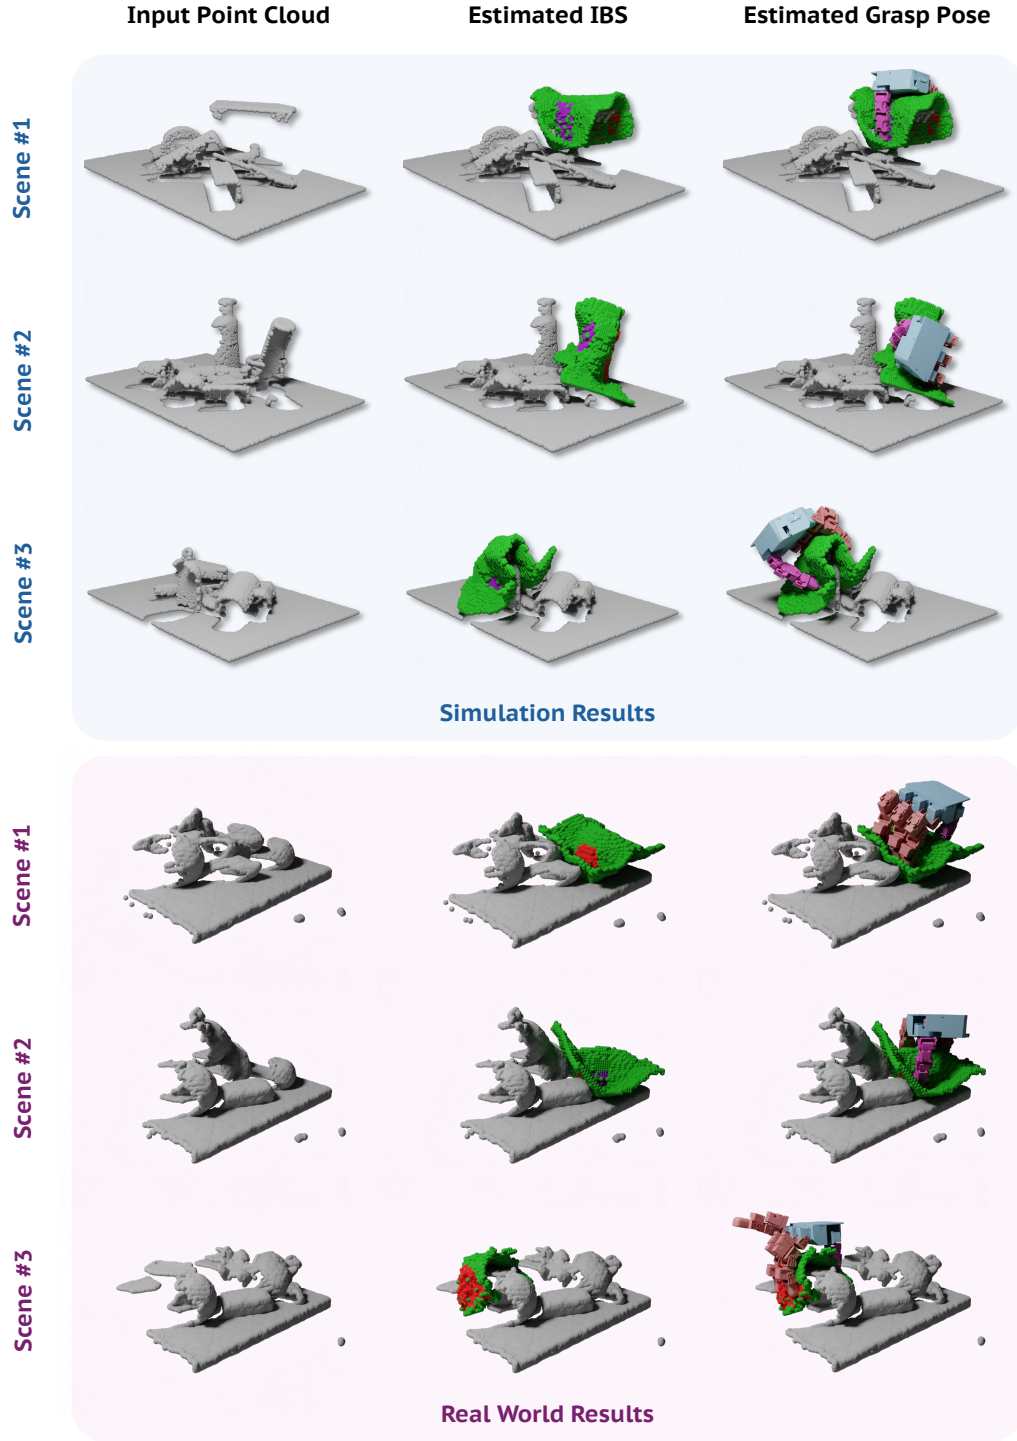 Input Point Cloud
Estimated IBS
Estimated Grasp Pose
Scene #1
Scene #2
Scene #3
Simulation Results
Scene #1
Scene #2
Scene #3
Real World Results